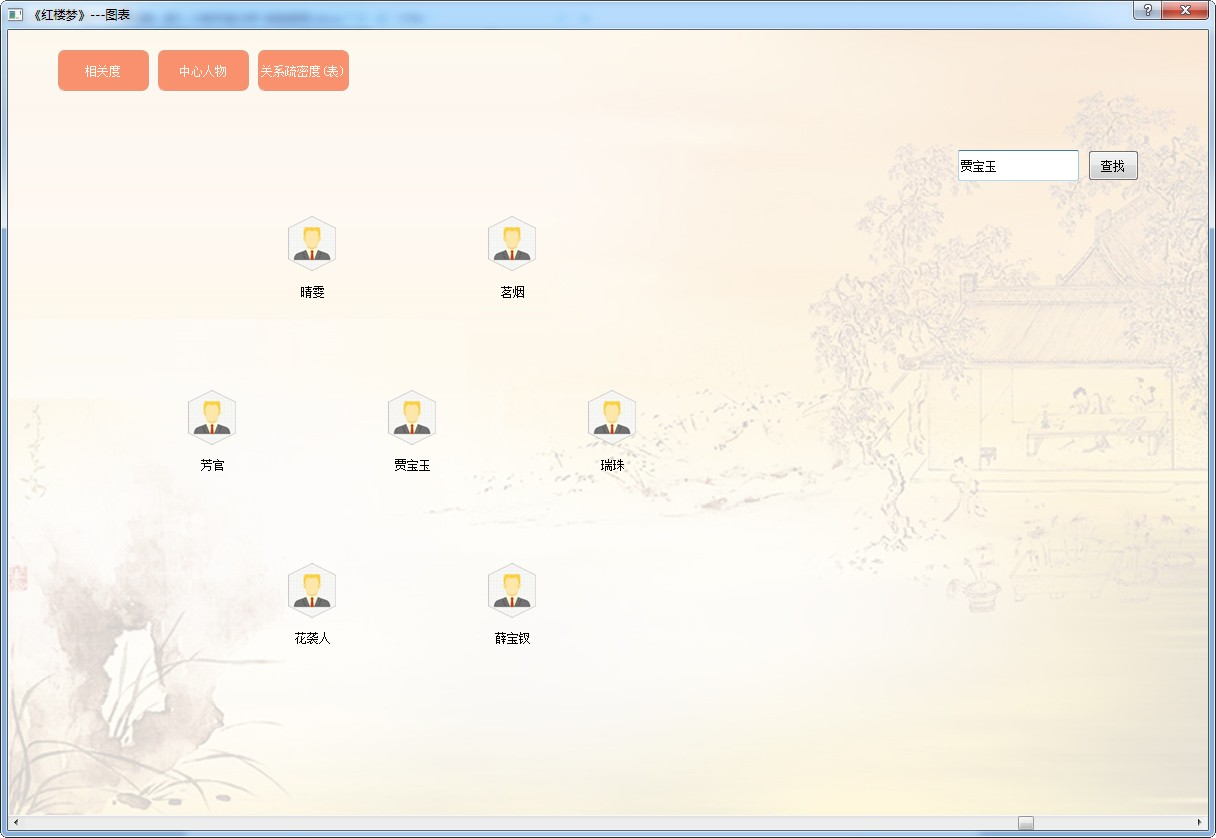 《红楼梦》---图表
相关度
中心人物
关系疏密度(表)
贾宝玉
查找
晴雯
茗烟
芳官
贾宝玉
瑞珠
花袭人
薛宝钗